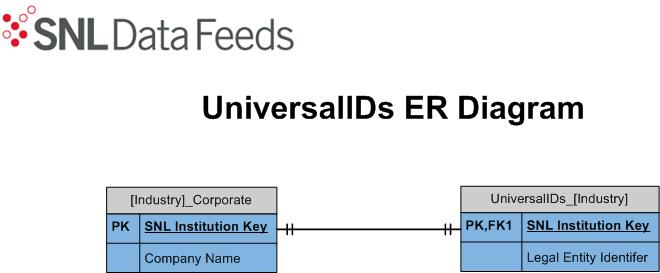 SNL Data Feeds
UniversalIDs ER Diagram
[Industry]_Corporate
PK SNL Institution Key
Company Name
UniversalIDs_[Industry]
PK,FK1 SNL Institution Key
Legal Entity Identifer